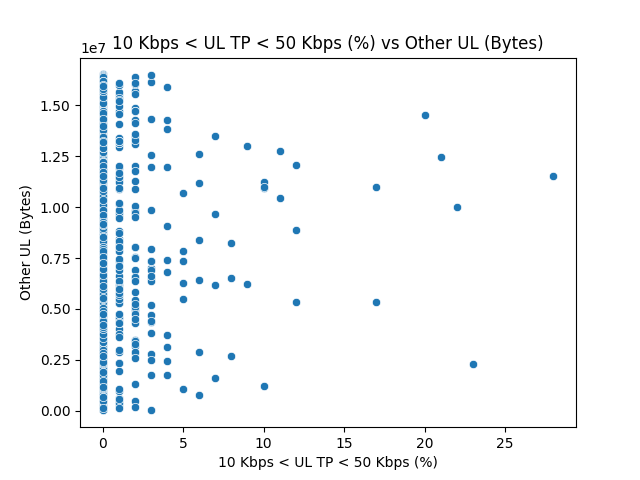 10 Kbps < UL TP < 50 Kbps (%) vs Other UL (Bytes)
1e7
1.50
1.25
1.00
0.75
0.50
0.25
0.00
Other UL (Bytes)
0 5 10 15 20 25
10 Kbps < UL TP < 50 Kbps (%)